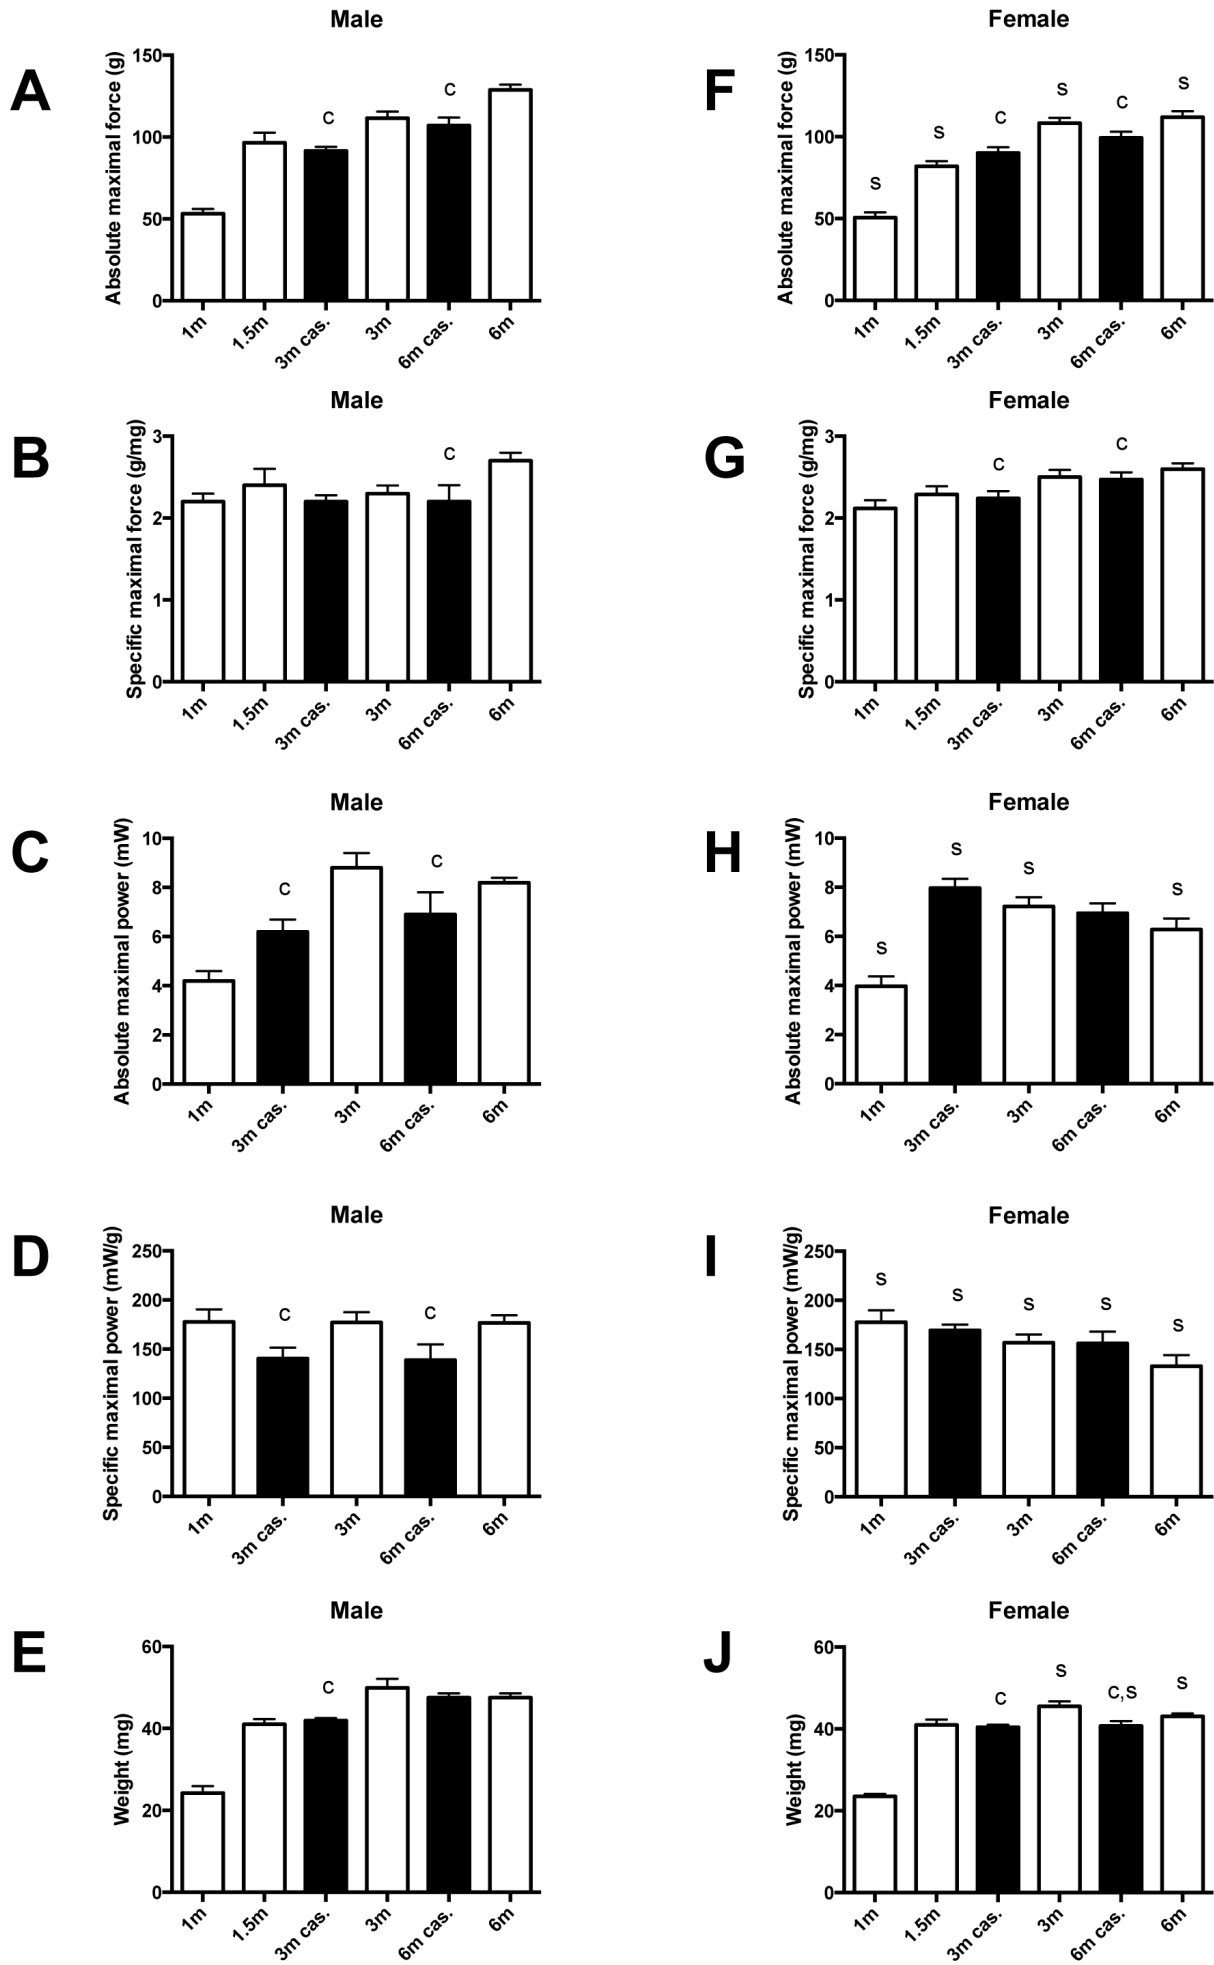 Male
A
Absolute maximal force (g)
150
100
50
0
c
c
1m
1.5m
3m cas.
3m
6m cas.
6m
Female
F
Absolute maximal force (g)
150
100
50
0
s
s
c
s
c
s
1m
1.5m
3m cas.
3m
6m cas.
6m
Male
B
Specific maximal force (g/mg)
3
2
1
0
c
1m
1.5m
3m cas.
3m
6m cas.
6m
Female
G
Specific maximal force (g/mg)
3
2
1
0
c
c
1m
1.5m
3m cas.
3m
6m cas.
6m
Male
C
Absolute maximal power (mW)
10
8
6
4
2
0
c
c
1m
3m cas.
3m
6m cas.
6m
Female
H
Absolute maximal power (mW)
10
8
6
4
2
0
s
s
s
s
1m
3m cas.
3m
6m cas.
6m
Male
D
Specific maximal power (mW/g)
250
200
150
100
50
0
c
c
1m
3m cas.
3m
6m cas.
6m
Female
I
Specific maximal power (mW/g)
250
200
150
100
50
0
s
s
s
s
s
1m
3m cas.
3m
6m cas.
6m
Male
E
Weight (mg)
60
40
20
0
c
1m
1.5m
3m cas.
3m
6m cas.
6m
Female
J
Weight (mg)
60
40
20
0
c
s
c,s
s
1m
1.5m
3m cas.
3m
6m cas.
6m